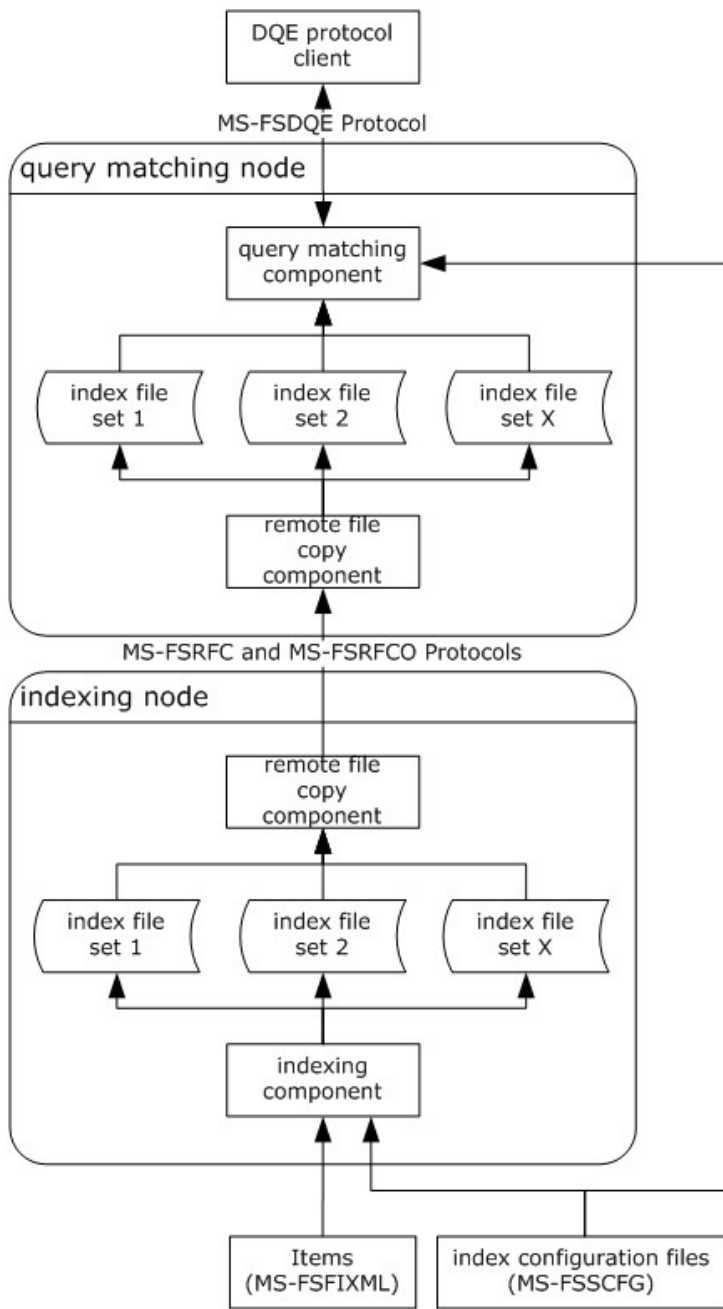 DQE protocol
client
MS-FSDQE Protocol
query matching node
query matching
component
index file
set 1
index file
set 2
index file
set X
remote file
copy
component
MS-FSRFC and MS-FSRFCO Protocols
indexing node
remote file
copy
component
index file
set 1
index file
set 2
index file
set X
indexing
component
Items
(MS-FSFIXML)
index configuration files
(MS-FSSCFG)